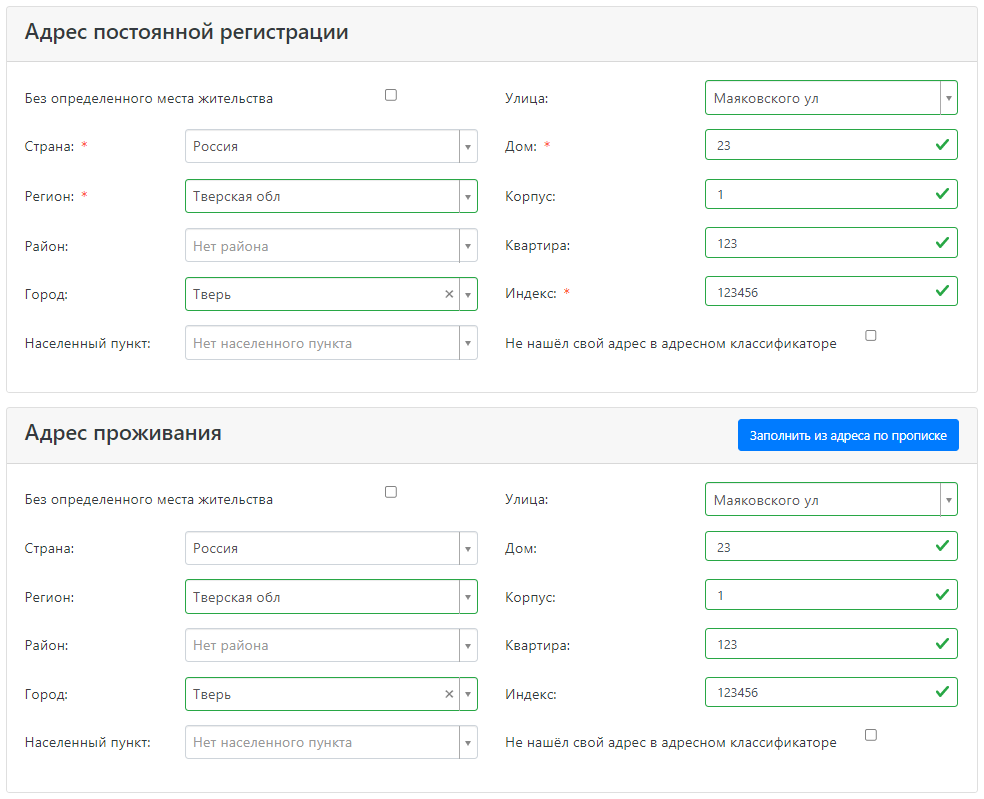 Адрес постоянной регистрации
Без определенного места жительства
Улица: Маяковского ул
Страна: * Россия
Дом: * 23
Регион: * Тверская обл
Корпус: 1
Район: Нет района
Квартира: 123
Город: Тверь ×
Индекс: * 123456
Населенный пункт: Нет населенного пункта
Не нашёл свой адрес в адресном классификаторе
Адрес проживания
Заполнить из адреса по прописке
Без определенного места жительства
Улица: Маяковского ул
Страна: Россия
Дом: 23
Регион: Тверская обл
Корпус: 1
Район: Нет района
Квартира: 123
Город: Тверь ×
Индекс: 123456
Населенный пункт: Нет населенного пункта
Не нашёл свой адрес в адресном классификаторе